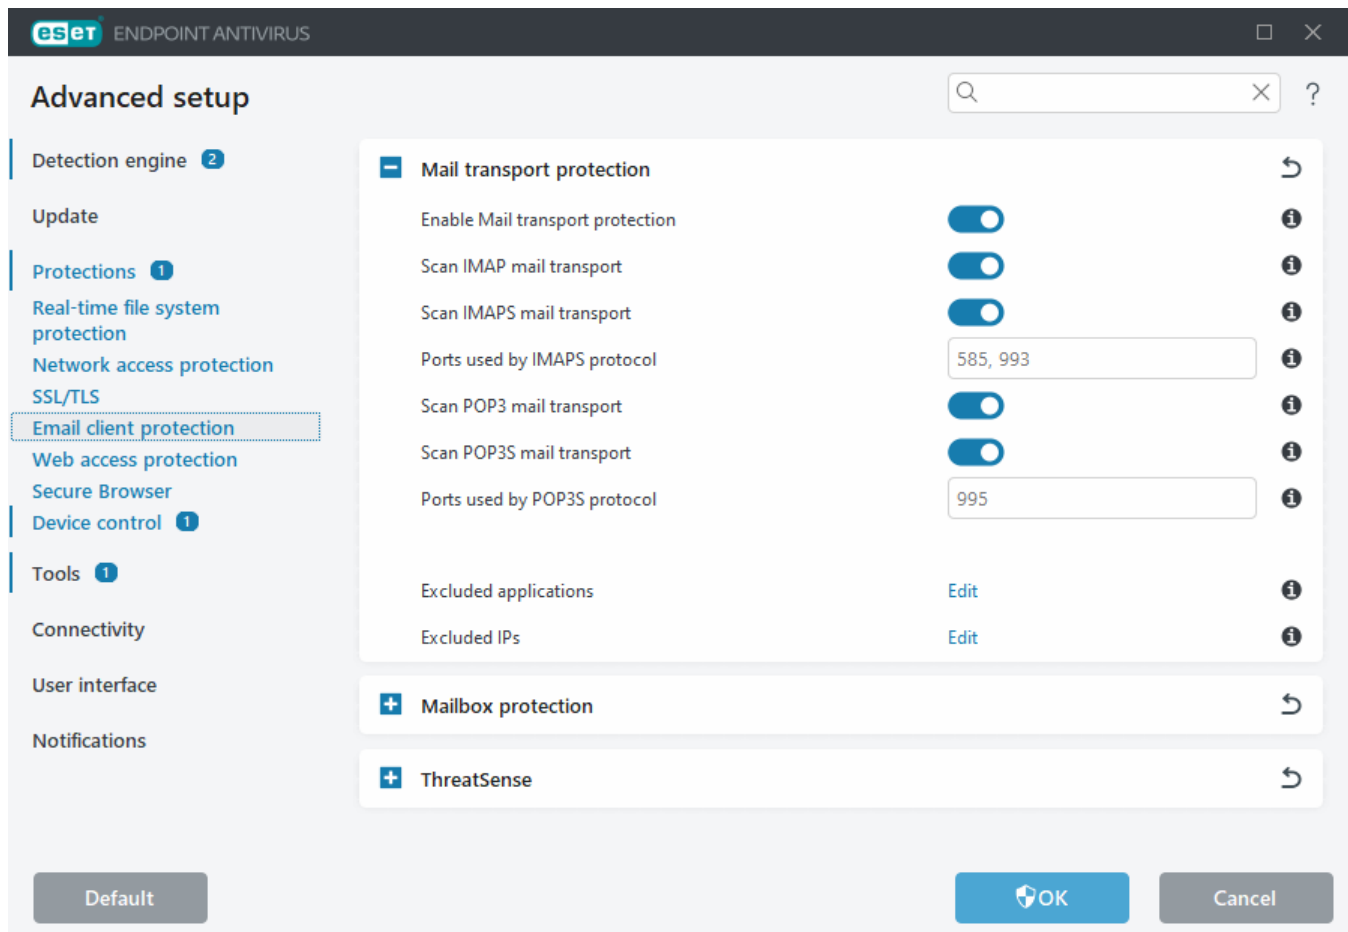 eset ENDPOINT ANTIVIRUS
Advanced setup
?
Detection engine 2
Update
Protections 1
Real-time file system
protection
Network access protection
SSL/TLS
Email client protection
Web access protection
Secure Browser
Device control 1
Tools 1
Connectivity
User interface
Notifications
Mail transport protection
Enable Mail transport protection
Scan IMAP mail transport
Scan IMAPS mail transport
Ports used by IMAPS protocol 585, 993
Scan POP3 mail transport
Scan POP3S mail transport
Ports used by POP3S protocol 995
Excluded applications Edit
Excluded IPs Edit
Mailbox protection
ThreatSense
Default OK Cancel